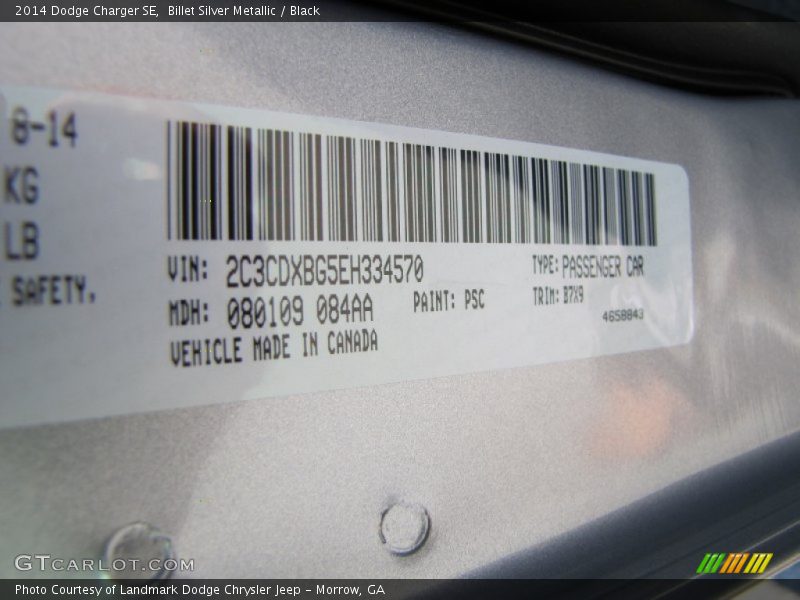 2014 Dodge Charger SE,  Billet Silver Metallic / Black
8-14
KG
LB
SAFETY.
VIN: 2C3CDXBG5EH334570
TYPE: PASSENGER CAR
MDH: 080109 084AA
PAINT: PSC
TRIM: B7X9
4658843
VEHICLE MADE IN CANADA
GTCARLOT.COM
Photo Courtesy of Landmark Dodge Chrysler Jeep – Morrow, GA